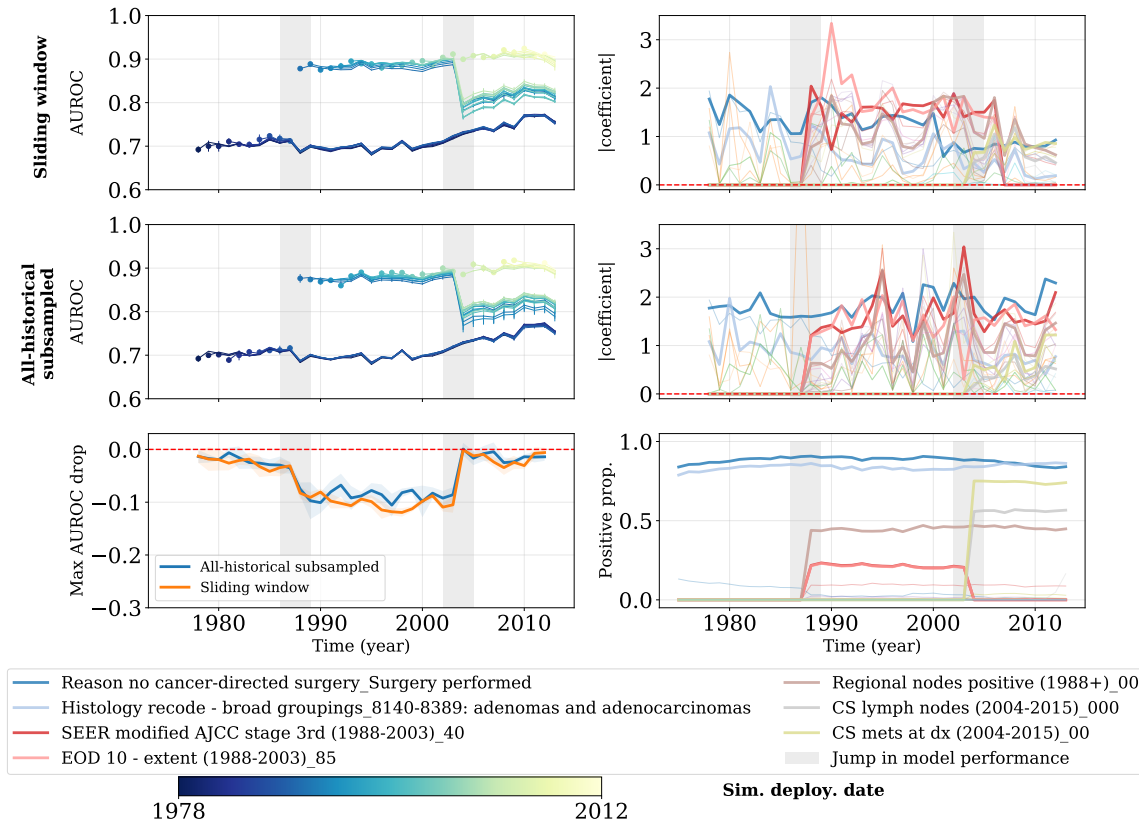 Sliding window
AUROC
1.0
0.9
0.8
0.7
0.6
|coefficient|
3
2
1
0
All-historical
subsampled
AUROC
1.0
0.9
0.8
0.7
0.6
|coefficient|
3
2
1
0
Max AUROC drop
0.0
−0.1
−0.2
−0.3
All-historical subsampled
Sliding window
1980
1990
2000
2010
Time (year)
Positive prop.
1.0
0.5
0.0
1980
1990
2000
2010
Time (year)
Reason no cancer-directed surgery_Surgery performed
Histology recode - broad groupings_8140-8389: adenomas and adenocarcinomas
SEER modified AJCC stage 3rd (1988-2003)_40
EOD 10 - extent (1988-2003)_85
Regional nodes positive (1988+)_00
CS lymph nodes (2004-2015)_000
CS mets at dx (2004-2015)_00
Jump in model performance
1978
2012
Sim. deploy. date